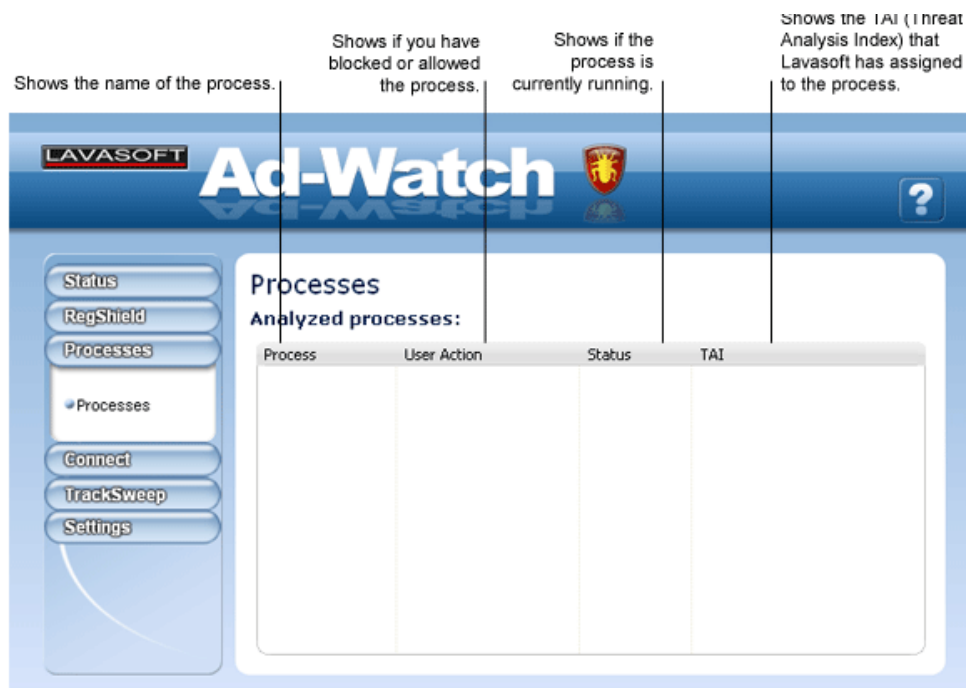 Shows the name of the process.
Shows if you have
blocked or allowed
the process.
Shows if the
process is
currently running.
Shows the TAI (Threat
Analysis Index) that
Lavasoft has assigned
to the process.
LAVASOFT
Ad-Watch
?
Status
RegShield
Processes
Processes
Connect
TrackSweep
Settings
Processes
Analyzed processes:
Process User Action Status TAI